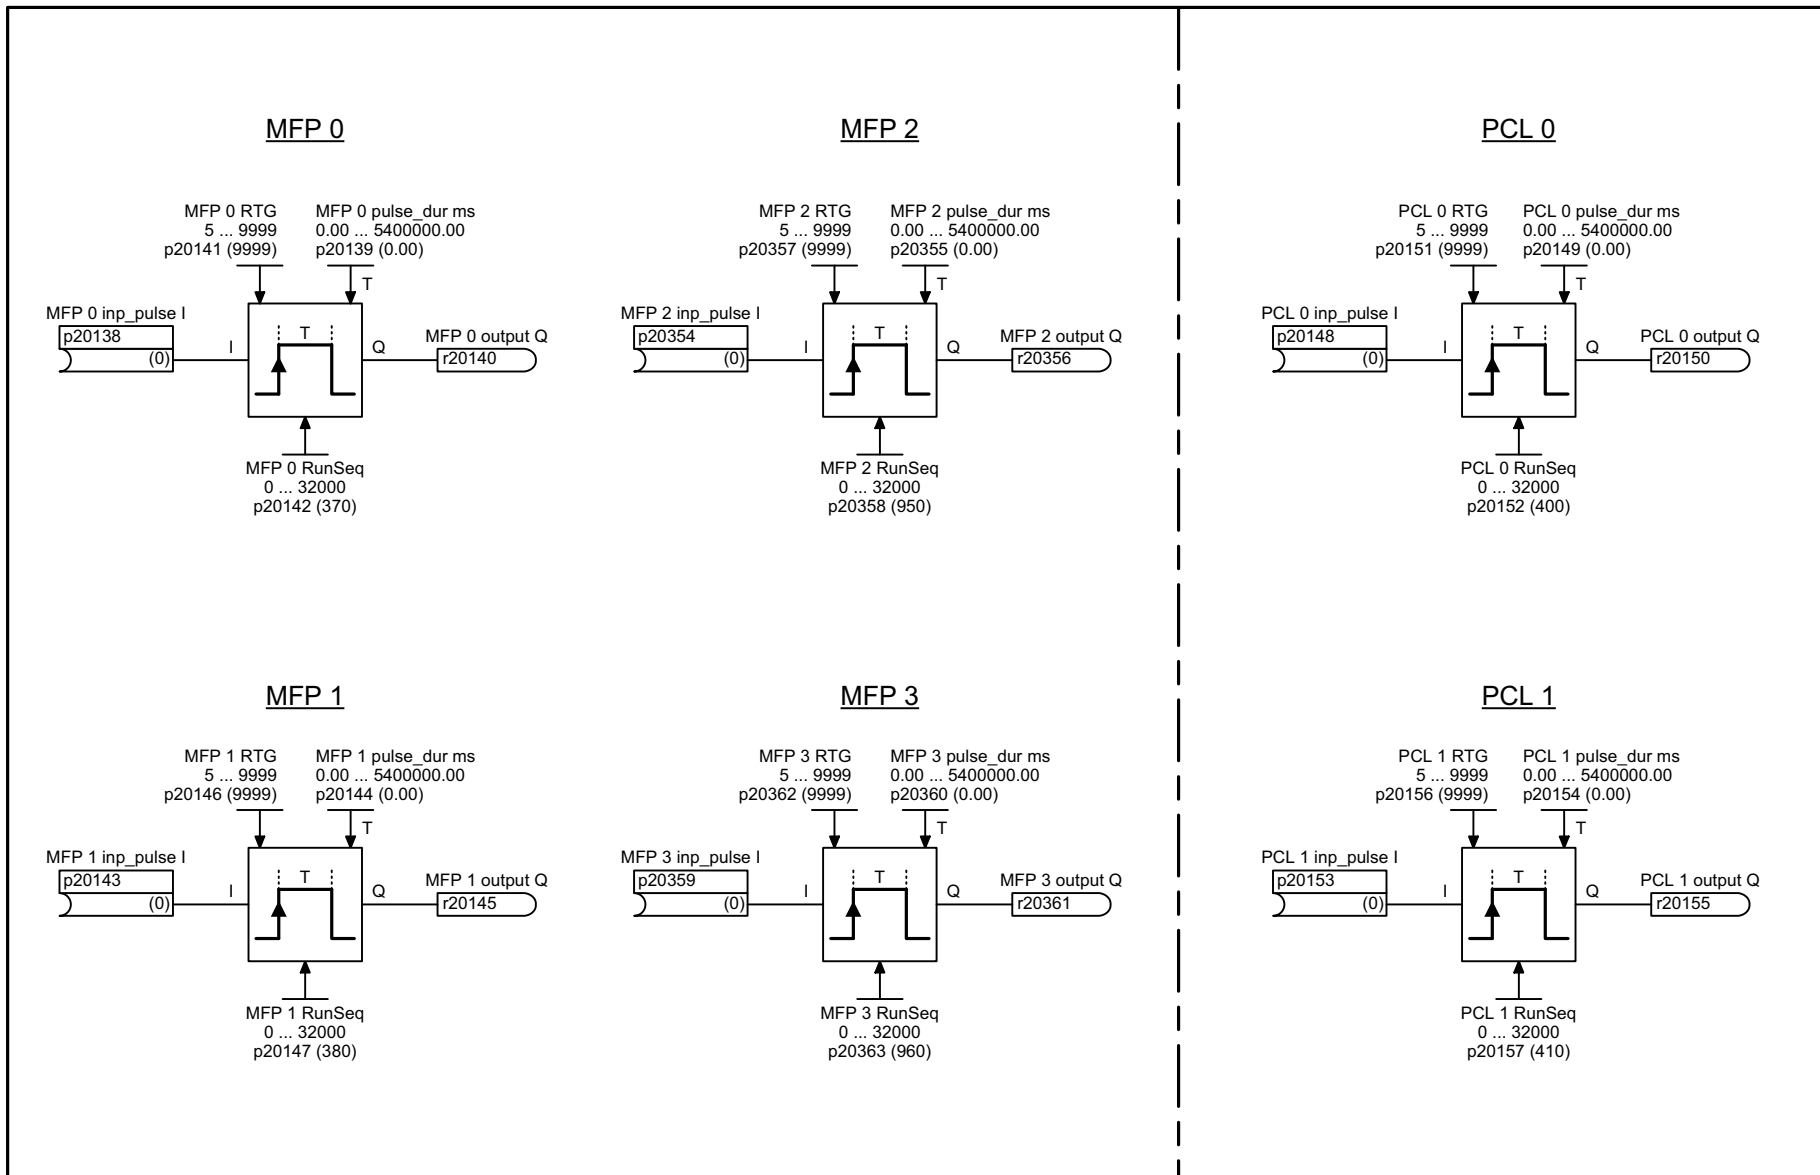 MFP 0
MFP 0 RTG
5 ... 9999
p20141 (9999)
MFP 0 pulse_dur ms
0.00 ... 5400000.00
p20139 (0.00)
T
MFP 0 inp_pulse I
p20138
(0)
I
T
Q
MFP 0 output Q
r20140
MFP 0 RunSeq
0 ... 32000
p20142 (370)
MFP 2
MFP 2 RTG
5 ... 9999
p20357 (9999)
MFP 2 pulse_dur ms
0.00 ... 5400000.00
p20355 (0.00)
T
MFP 2 inp_pulse I
p20354
(0)
I
T
Q
MFP 2 output Q
r20356
MFP 2 RunSeq
0 ... 32000
p20358 (950)
PCL 0
PCL 0 RTG
5 ... 9999
p20151 (9999)
PCL 0 pulse_dur ms
0.00 ... 5400000.00
p20149 (0.00)
T
PCL 0 inp_pulse I
p20148
(0)
I
T
Q
PCL 0 output Q
r20150
PCL 0 RunSeq
0 ... 32000
p20152 (400)
MFP 1
MFP 1 RTG
5 ... 9999
p20146 (9999)
MFP 1 pulse_dur ms
0.00 ... 5400000.00
p20144 (0.00)
T
MFP 1 inp_pulse I
p20143
(0)
I
T
Q
MFP 1 output Q
r20145
MFP 1 RunSeq
0 ... 32000
p20147 (380)
MFP 3
MFP 3 RTG
5 ... 9999
p20362 (9999)
MFP 3 pulse_dur ms
0.00 ... 5400000.00
p20360 (0.00)
T
MFP 3 inp_pulse I
p20359
(0)
I
T
Q
MFP 3 output Q
r20361
MFP 3 RunSeq
0 ... 32000
p20363 (960)
PCL 1
PCL 1 RTG
5 ... 9999
p20156 (9999)
PCL 1 pulse_dur ms
0.00 ... 5400000.00
p20154 (0.00)
T
PCL 1 inp_pulse I
p20153
(0)
I
T
Q
PCL 1 output Q
r20155
PCL 1 RunSeq
0 ... 32000
p20157 (410)